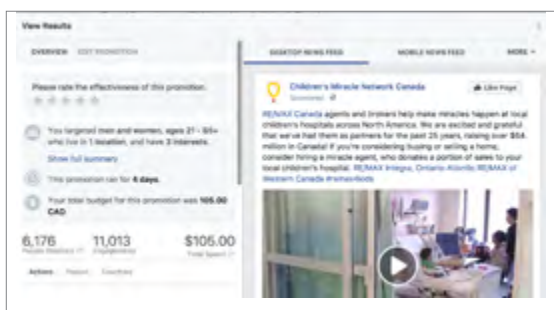 View Results
OVERVIEW EDIT PROMOTION
Please rate the effectiveness of this promotion.
You targeted men and women, ages 21 - 65+
who live in 1 location, and have 3 interests.
Show full summary
This promotion ran for 6 days.
Your total budget for this promotion was 105.00
CAD
6,176 11,013 $105.00
People Reached Engagements Total Spent
Actions People Countries
DESKTOP NEWS FEED MOBILE NEWS FEED MORE
Children's Miracle Network Canada
Like Page
Sponsored
RE/MAX Canada agents and brokers help make miracles happen at local
children's hospitals across North America. We are excited and grateful
that we've had them as partners for the past 25 years, raising over
million in Canada! If you're considering buying or selling a home,
consider hiring a miracle agent, who donates a portion of sales to your
local children's hospital. RE/MAX Integra, Ontario-Atlantic RE/MAX of
Western Canada